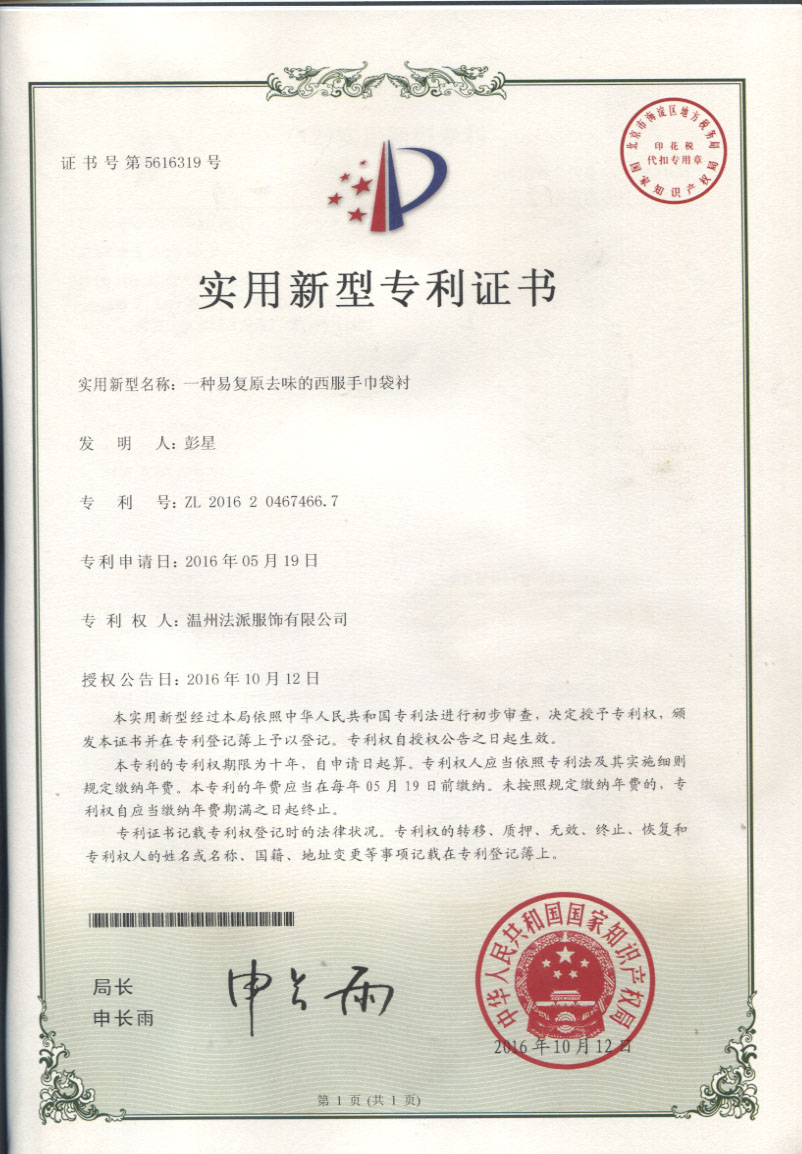 证书号第5616319号
北京市海淀区地方税务局
印花税
代扣专用章
国家知识产权局
实用新型专利证书
实用新型名称：一种易复原去味的西服手巾袋衬
发明人：彭星
专利号：ZL 2016 2 0467466.7
专利申请日：2016年05月19日
专利权人：温州法派服饰有限公司
授权公告日：2016年10月12日
本实用新型经过本局依照中华人民共和国专利法进行初步审查，决定授予专利权，颁
发本证书并在专利登记簿上予以登记。专利权自授权公告之日起生效。
本专利的专利权期限为十年，自申请日起算。专利权人应当依照专利法及其实施细则
规定缴纳年费。本专利的年费应当在每年05月19日前缴纳。未按照规定缴纳年费的，专
利权自应当缴纳年费期满之日起终止。
专利证书记载专利权登记时的法律状况。专利权的转移、质押、无效、终止、恢复和
专利权人的姓名或名称、国籍、地址变更等事项记载在专利登记簿上。
局长
申长雨
申长雨
中华人民共和国国家知识产权局
2016年10月12日
第1页(共1页)